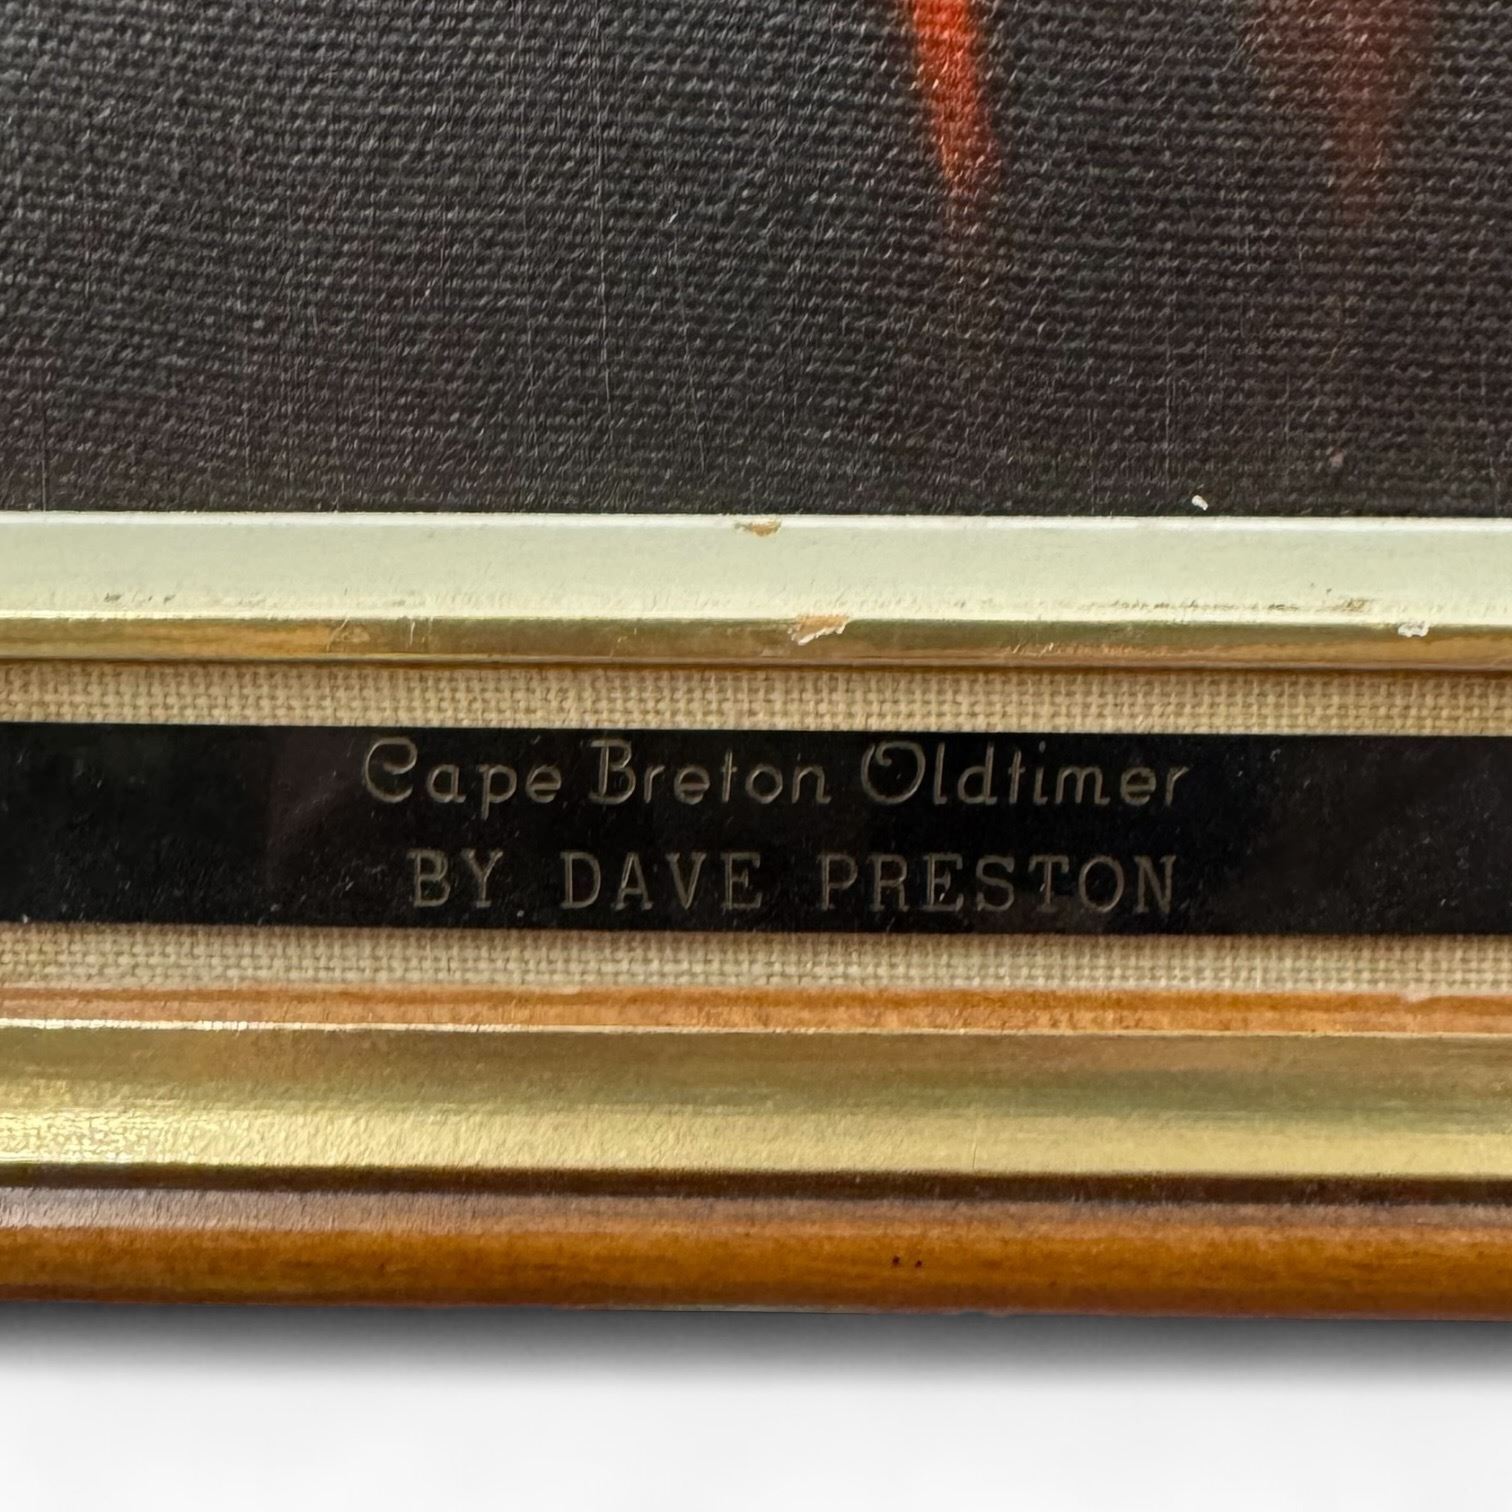 Cape Breton Oldtimer
BY DAVE PRESTON